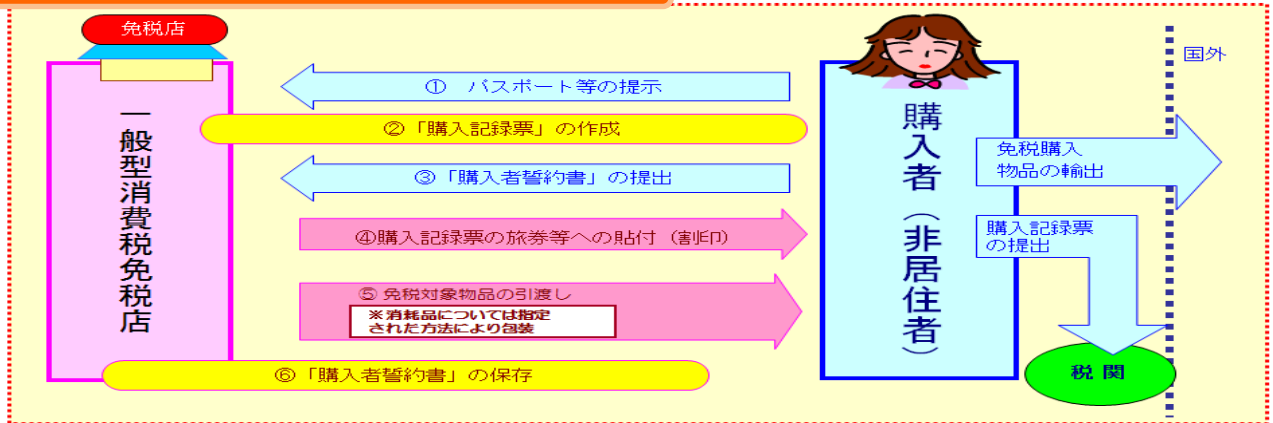 免税店
一般型消費税免税店
① パスポート等の提示
②「購入記録票」の作成
③「購入者誓約書」の提出
④購入記録票の旅券等への貼付（割印）
⑤ 免税対象物品の引渡し
※消耗品については指定
された方法により包装
⑥「購入者誓約書」の保存
購入者（非居住者）
国外
免税購入
物品の輸出
購入記録票
の提出
税関